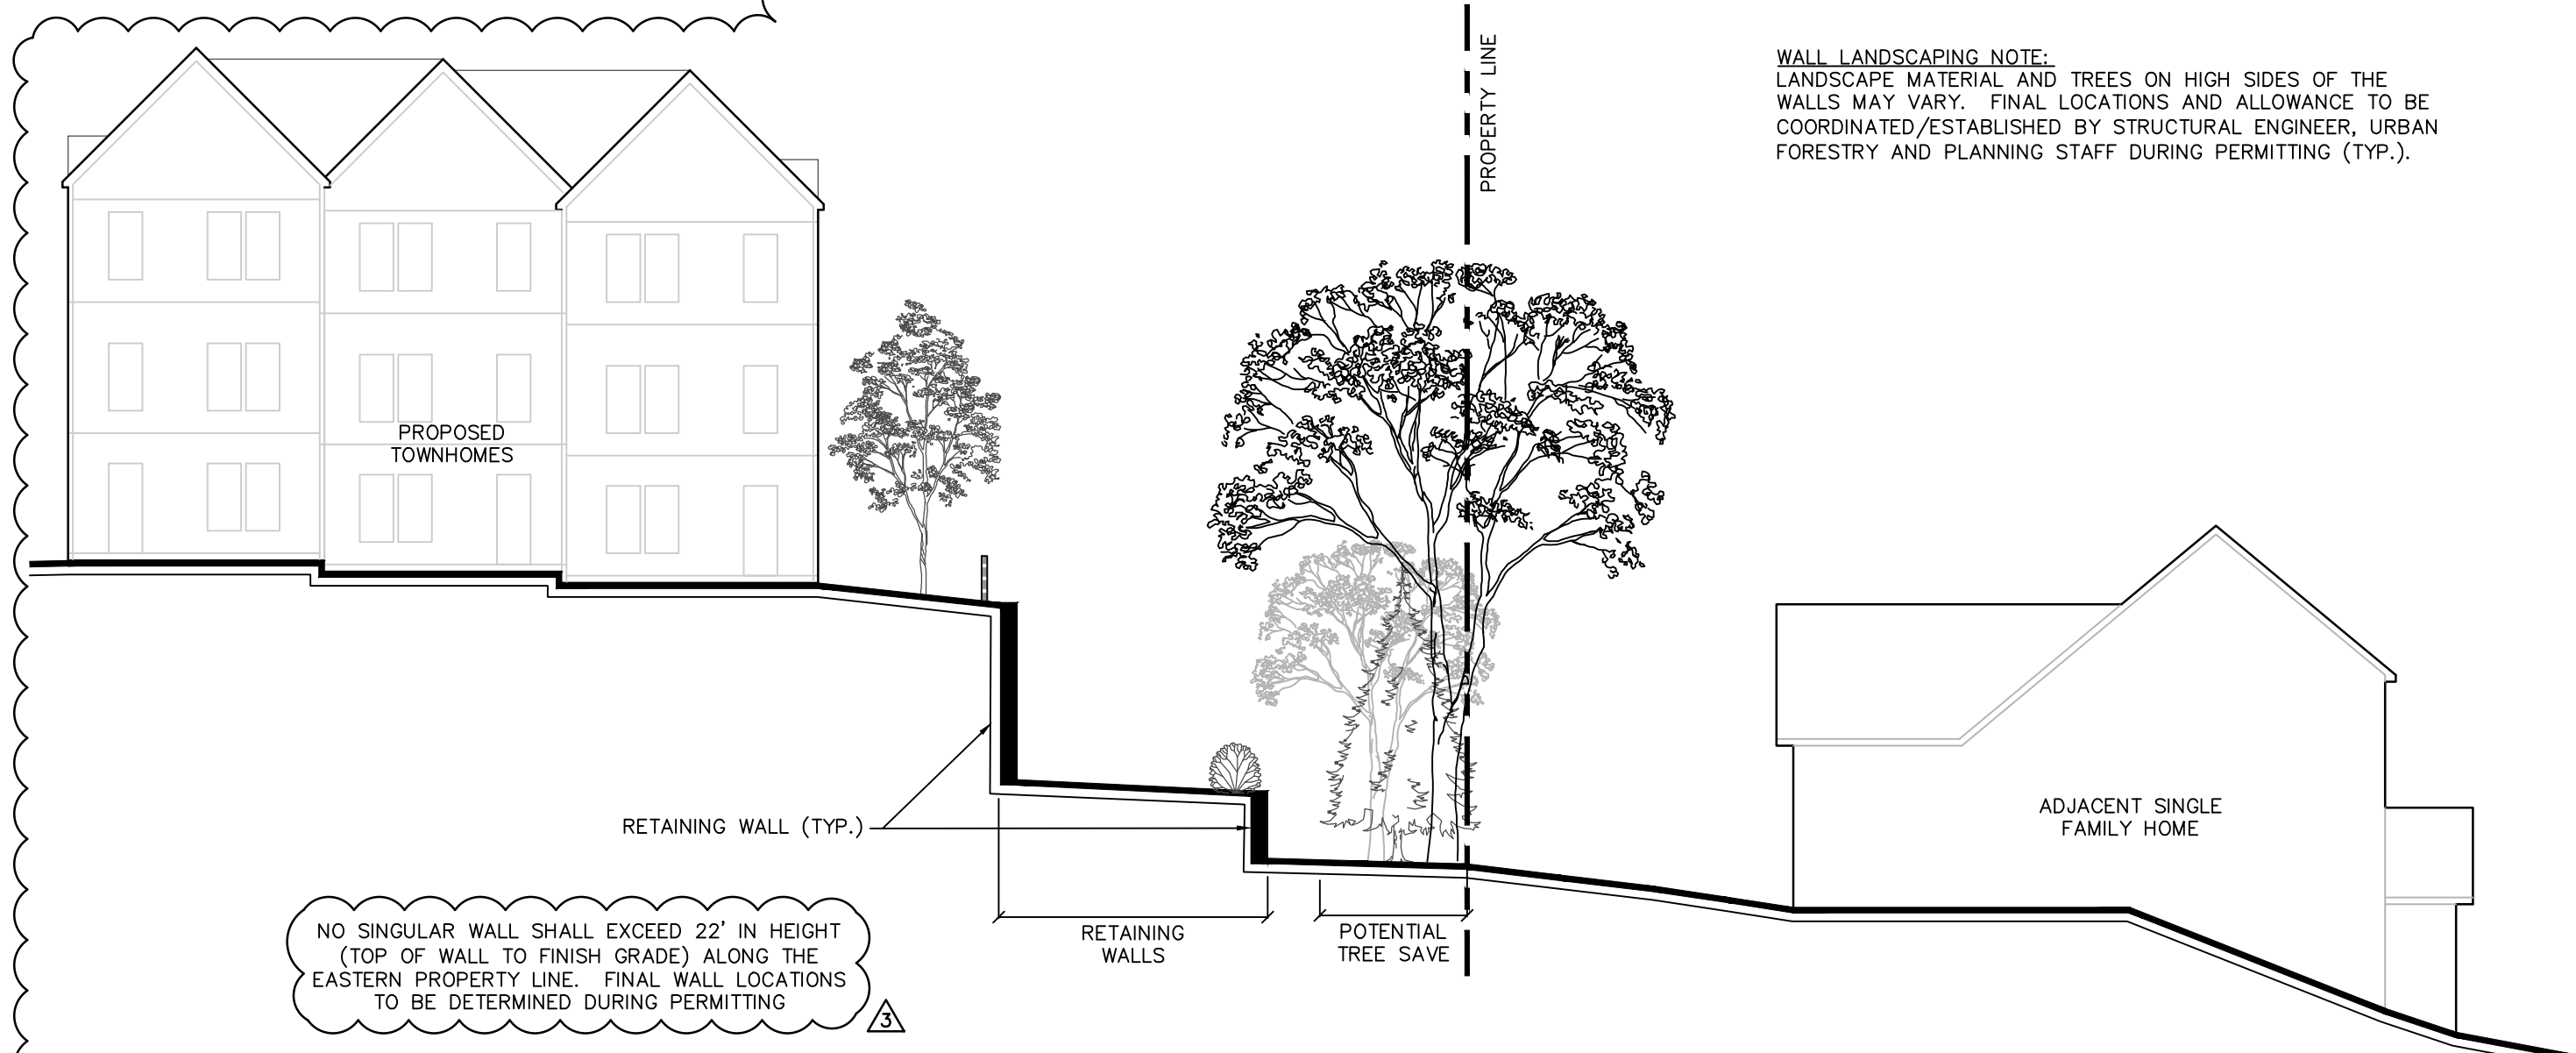 PROPERTY LINE
WALL LANDSCAPING NOTE:
LANDSCAPE MATERIAL AND TREES ON HIGH SIDES OF THE
WALLS MAY VARY. FINAL LOCATIONS AND ALLOWANCE TO BE
COORDINATED/ESTABLISHED BY STRUCTURAL ENGINEER, URBAN
FORESTRY AND PLANNING STAFF DURING PERMITTING (TYP.).
PROPOSED
TOWNHOMES
RETAINING WALL (TYP.)
ADJACENT SINGLE
FAMILY HOME
RETAINING
WALLS
POTENTIAL
TREE SAVE
NO SINGULAR WALL SHALL EXCEED 22' IN HEIGHT
(TOP OF WALL TO FINISH GRADE) ALONG THE
EASTERN PROPERTY LINE. FINAL WALL LOCATIONS
TO BE DETERMINED DURING PERMITTING
3